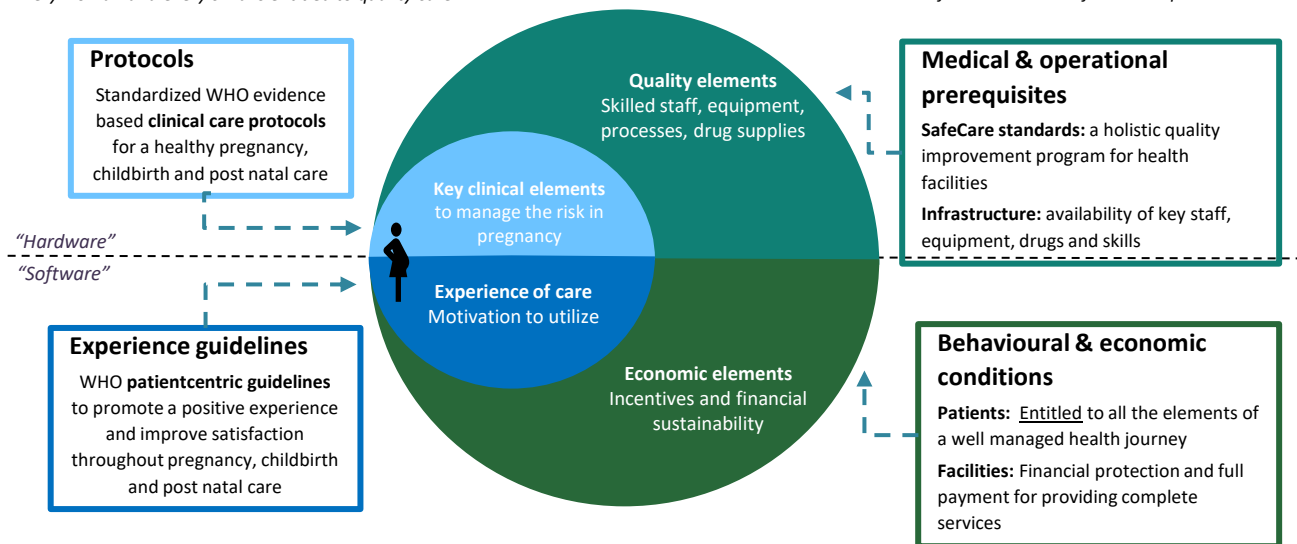 Protocols
Standardized WHO evidence
based clinical care protocols
for a healthy pregnancy,
childbirth and post natal care
"Hardware"
"Software"
Experience guidelines
WHO patientcentric guidelines
to promote a positive experience
and improve satisfaction
throughout pregnancy, childbirth
and post natal care
Quality elements
Skilled staff, equipment,
processes, drug supplies
Key clinical elements
to manage the risk in
pregnancy
Experience of care
Motivation to utilize
Economic elements
Incentives and financial
sustainability
Medical & operational
prerequisites
SafeCare standards: a holistic quality
improvement program for health
facilities
Infrastructure: availability of key staff,
equipment, drugs and skills
Behavioural & economic
conditions
Patients: Entitled to all the elements of
a well managed health journey
Facilities: Financial protection and full
payment for providing complete
services